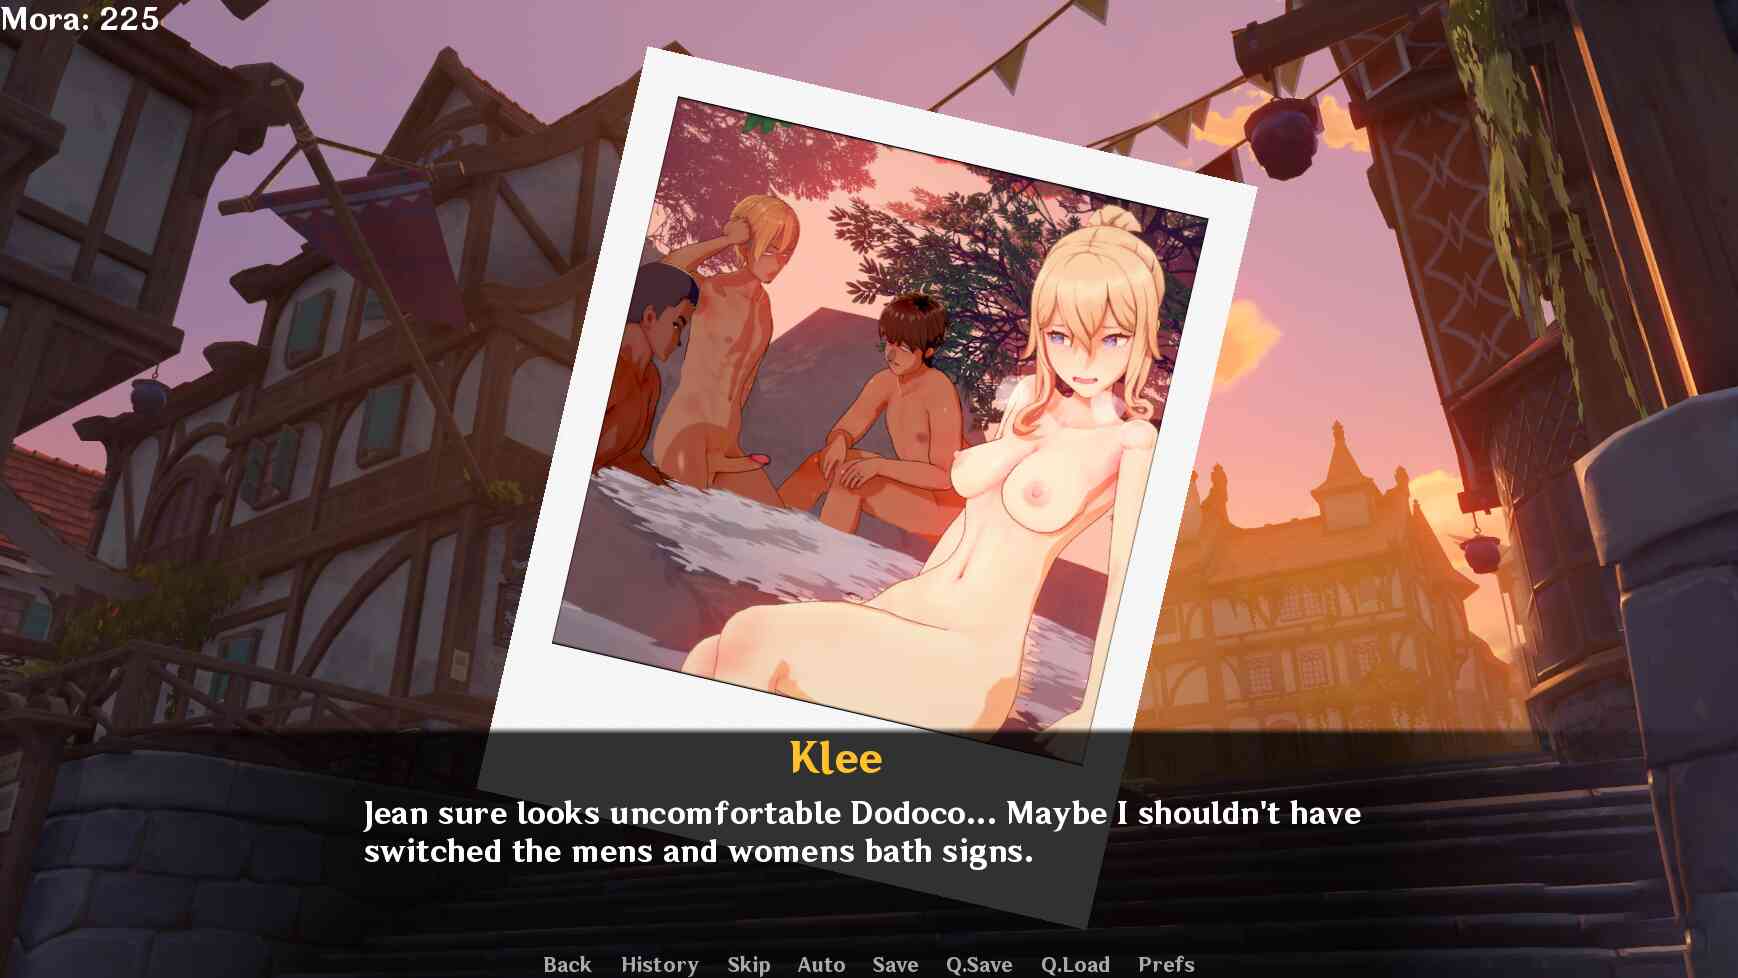 Mora: 225
Klee
Jean sure looks uncomfortable Dodoco... Maybe I shouldn't have
switched the mens and womens bath signs.
Back History Skip Auto Save Q.Save Q.Load Prefs